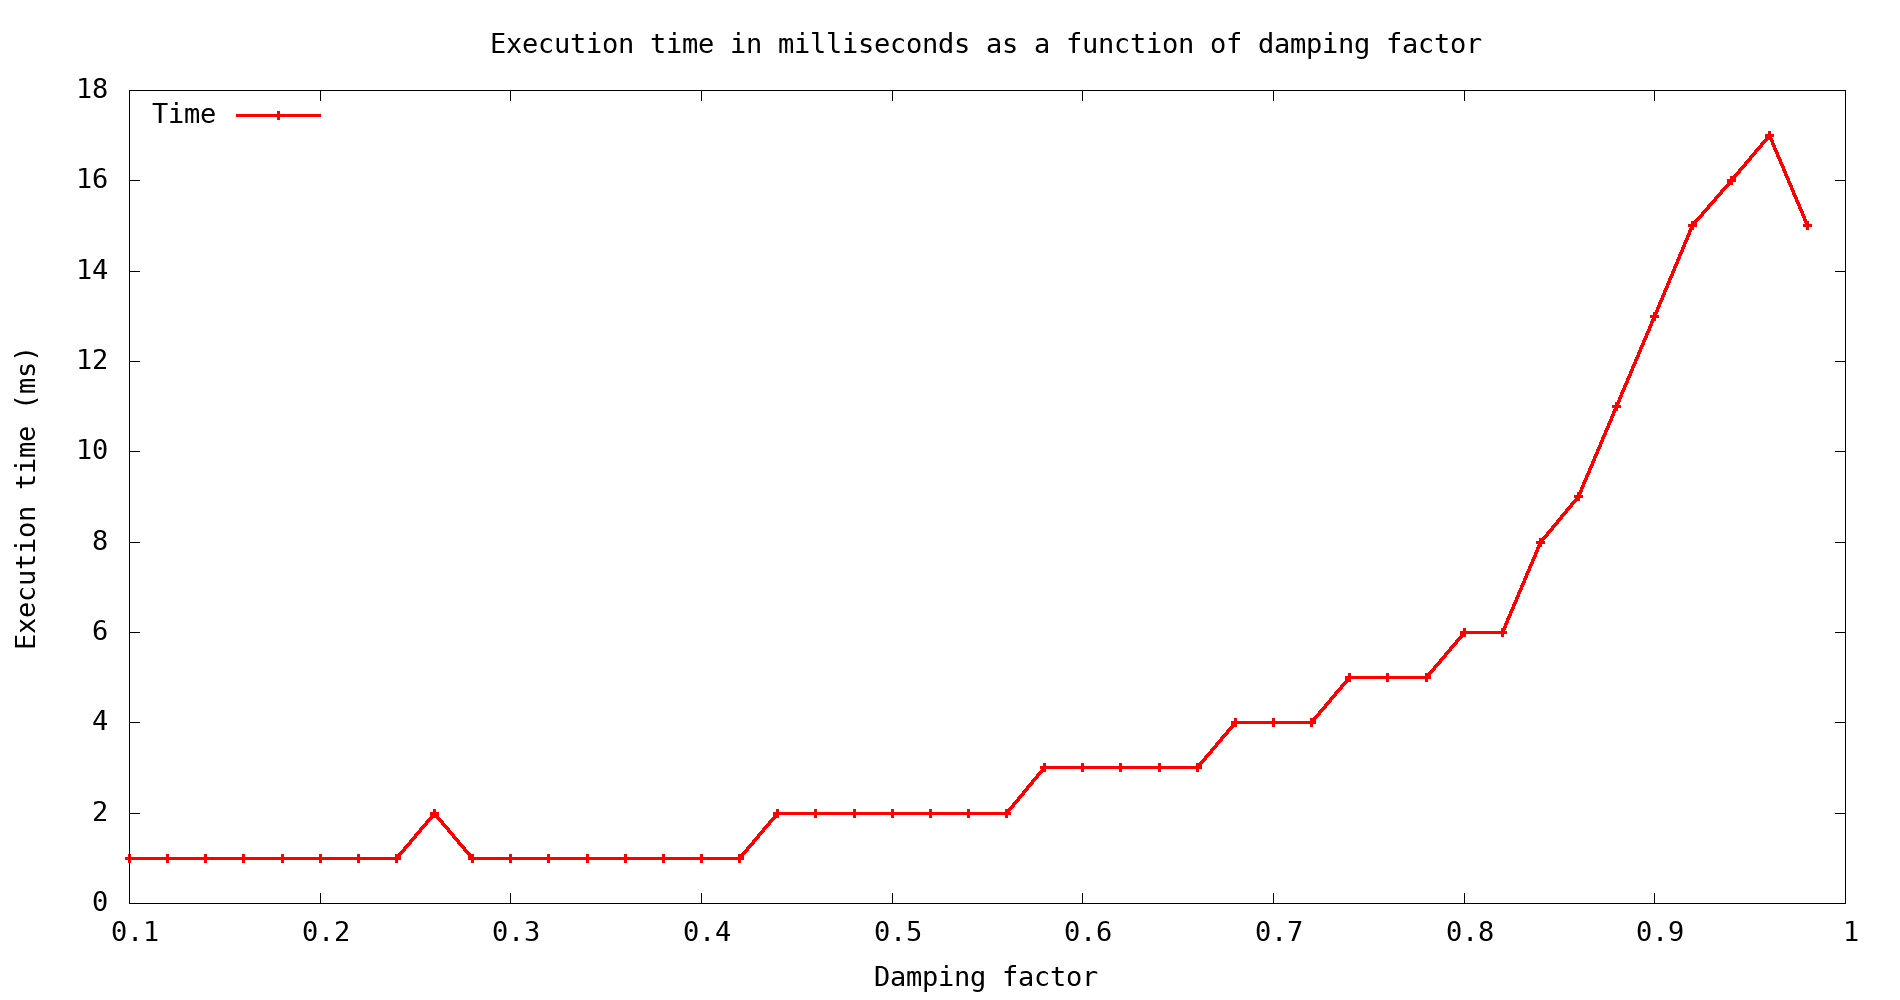 Execution time in milliseconds as a function of damping factor
18
Time
16
14
12
10
8
6
4
2
0
Execution time (ms)
0.1 0.2 0.3 0.4 0.5 0.6 0.7 0.8 0.9 1
Damping factor